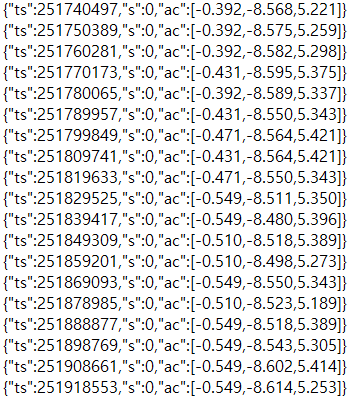 {"ts":251740497,"s":0,"ac":[-0.392,-8.568,5.221]}
{"ts":251750389,"s":0,"ac":[-0.392,-8.575,5.259]}
{"ts":251760281,"s":0,"ac":[-0.392,-8.582,5.298]}
{"ts":251770173,"s":0,"ac":[-0.431,-8.595,5.375]}
{"ts":251780065,"s":0,"ac":[-0.392,-8.589,5.337]}
{"ts":251789957,"s":0,"ac":[-0.431,-8.550,5.343]}
{"ts":251799849,"s":0,"ac":[-0.471,-8.564,5.421]}
{"ts":251809741,"s":0,"ac":[-0.431,-8.564,5.421]}
{"ts":251819633,"s":0,"ac":[-0.471,-8.550,5.343]}
{"ts":251829525,"s":0,"ac":[-0.549,-8.511,5.350]}
{"ts":251839417,"s":0,"ac":[-0.549,-8.480,5.396]}
{"ts":251849309,"s":0,"ac":[-0.510,-8.518,5.389]}
{"ts":251859201,"s":0,"ac":[-0.510,-8.498,5.273]}
{"ts":251869093,"s":0,"ac":[-0.549,-8.550,5.343]}
{"ts":251878985,"s":0,"ac":[-0.510,-8.523,5.189]}
{"ts":251888877,"s":0,"ac":[-0.549,-8.518,5.389]}
{"ts":251898769,"s":0,"ac":[-0.549,-8.543,5.305]}
{"ts":251908661,"s":0,"ac":[-0.549,-8.602,5.414]}
{"ts":251918553,"s":0,"ac":[-0.549,-8.614,5.253]}